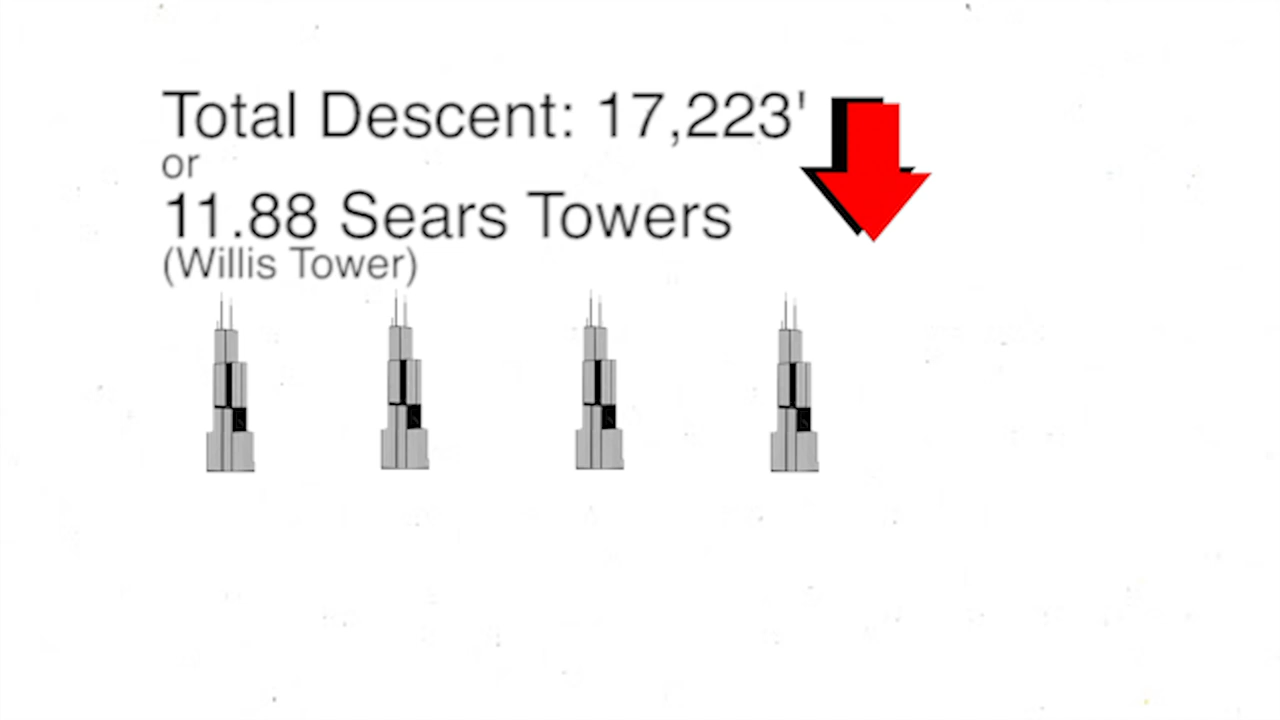 Total Descent: 17,223'
or
11.88 Sears Towers
(Willis Tower)